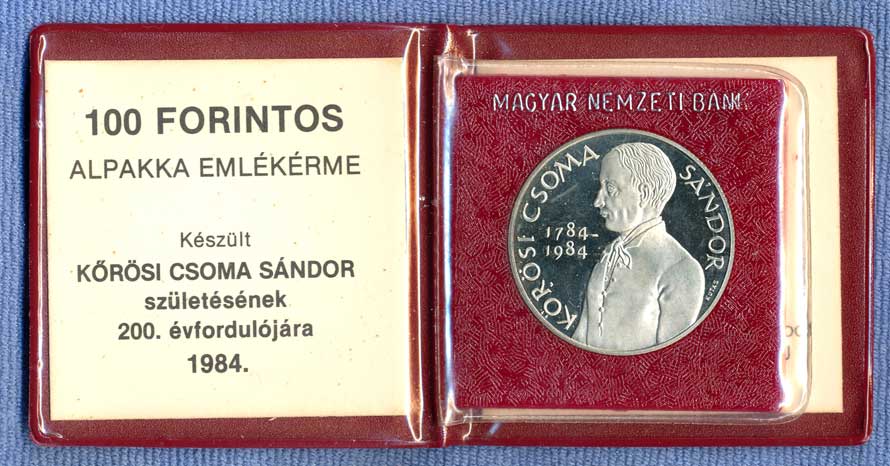 100 FORINTOS
ALPAKKA EMLÉKÉRME
Készült
KŐRÖSI CSOMA SÁNDOR
születésének
200. évfordulójára
1984.
MAGYAR NEMZETI BANK
KŐRÖSI CSOMA SÁNDOR
1784-
1984